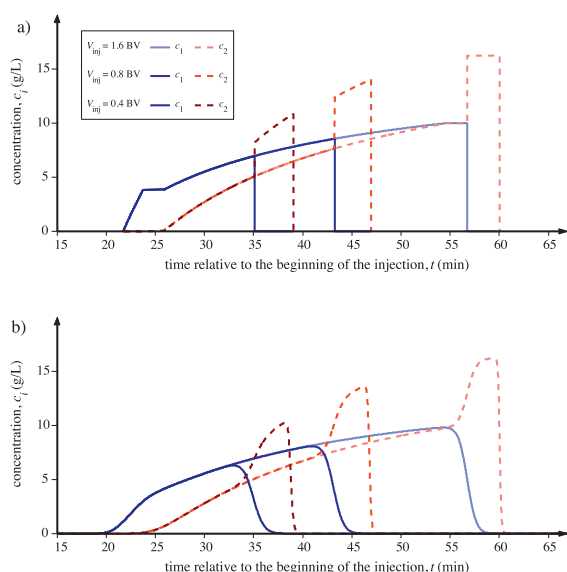 a)
V_inj = 1.6 BV c_1 c_2
V_inj = 0.8 BV c_1 c_2
V_inj = 0.4 BV c_1 c_2
concentration, c_i (g/L)
15
10
5
0
15 20 25 30 35 40 45 50 55 60 65
time relative to the beginning of the injection, t (min)
b)
concentration, c_i (g/L)
15
10
5
0
15 20 25 30 35 40 45 50 55 60 65
time relative to the beginning of the injection, t (min)